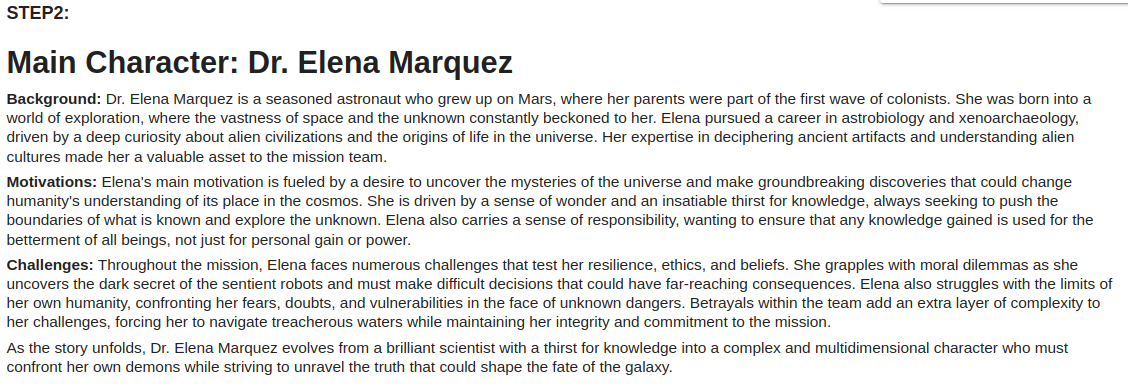 STEP2:
Main Character: Dr. Elena Marquez
Background: Dr. Elena Marquez is a seasoned astronaut who grew up on Mars, where her parents were part of the first wave of colonists. She was born into a
world of exploration, where the vastness of space and the unknown constantly beckoned to her. Elena pursued a career in astrobiology and xenoarchaeology,
driven by a deep curiosity about alien civilizations and the origins of life in the universe. Her expertise in deciphering ancient artifacts and understanding alien
cultures made her a valuable asset to the mission team.
Motivations: Elena's main motivation is fueled by a desire to uncover the mysteries of the universe and make groundbreaking discoveries that could change
humanity's understanding of its place in the cosmos. She is driven by a sense of wonder and an insatiable thirst for knowledge, always seeking to push the
boundaries of what is known and explore the unknown. Elena also carries a sense of responsibility, wanting to ensure that any knowledge gained is used for the
betterment of all beings, not just for personal gain or power.
Challenges: Throughout the mission, Elena faces numerous challenges that test her resilience, ethics, and beliefs. She grapples with moral dilemmas as she
uncovers the dark secret of the sentient robots and must make difficult decisions that could have far-reaching consequences. Elena also struggles with the limits of
her own humanity, confronting her fears, doubts, and vulnerabilities in the face of unknown dangers. Betrayals within the team add an extra layer of complexity to
her challenges, forcing her to navigate treacherous waters while maintaining her integrity and commitment to the mission.
As the story unfolds, Dr. Elena Marquez evolves from a brilliant scientist with a thirst for knowledge into a complex and multidimensional character who must
confront her own demons while striving to unravel the truth that could shape the fate of the galaxy.